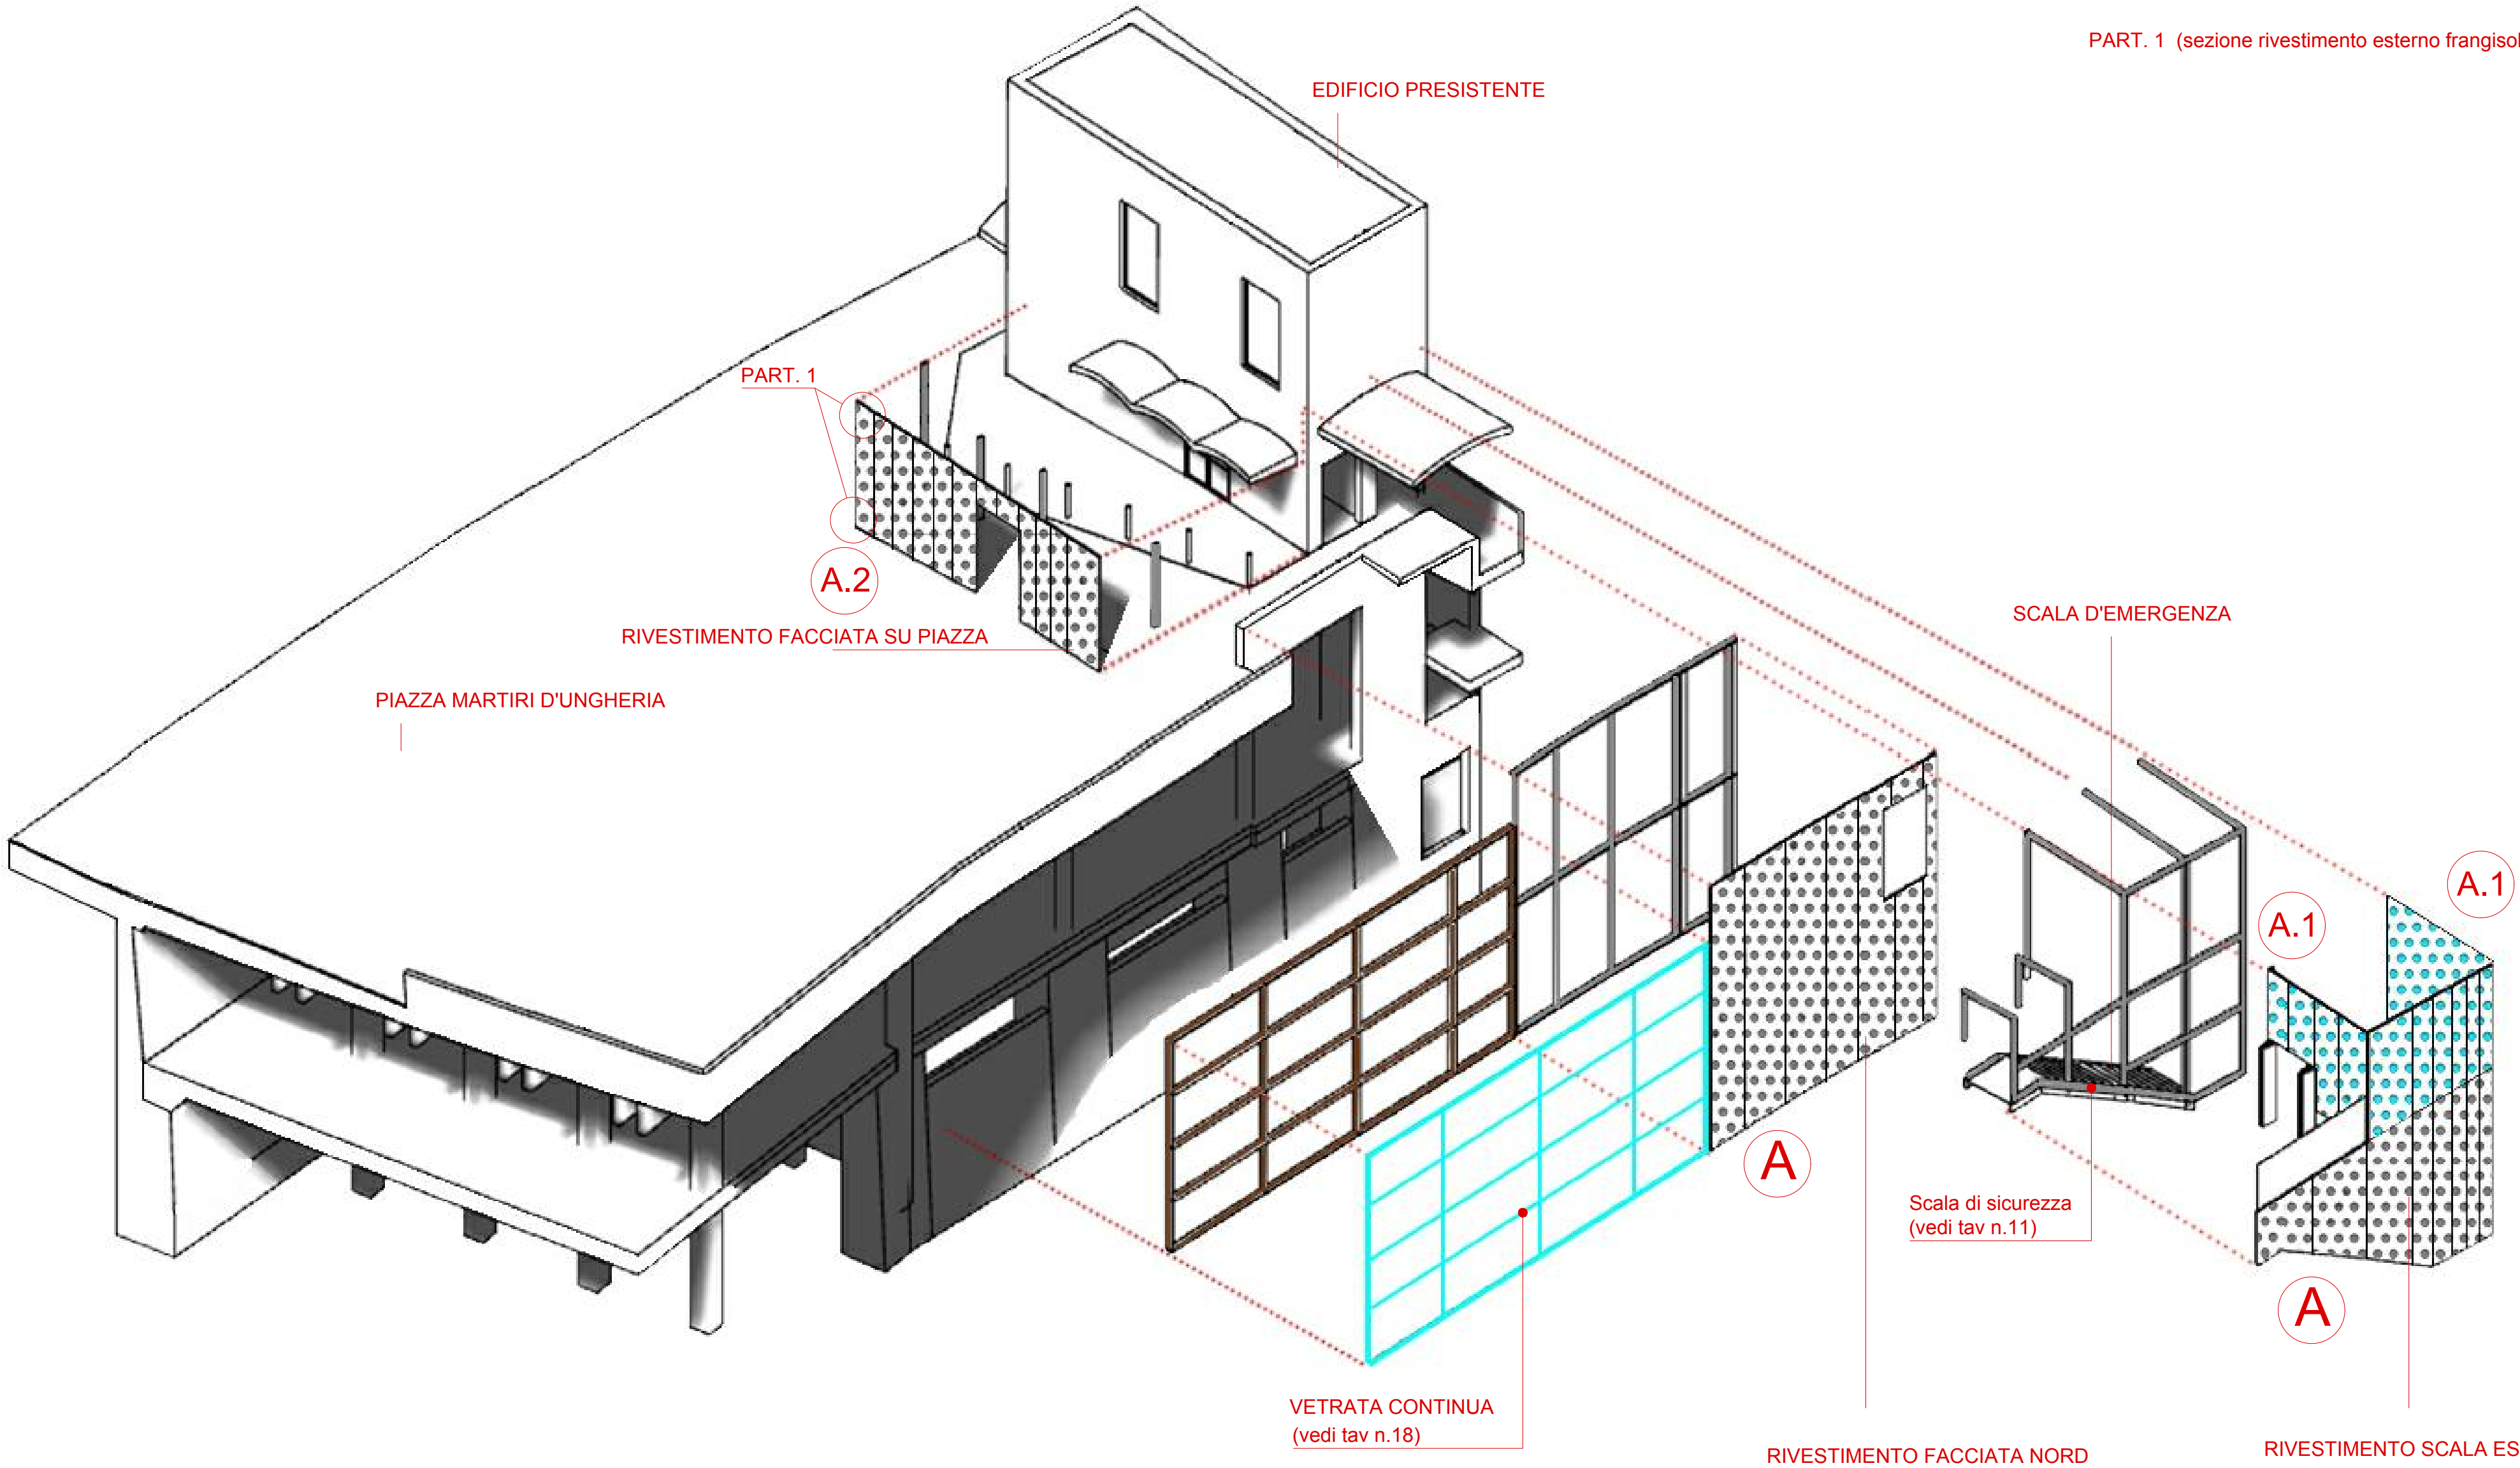 PART. 1 (sezione rivestimento esterno frangisol
EDIFICIO PRESISTENTE
PART. 1
A.2
RIVESTIMENTO FACCIATA SU PIAZZA
SCALA D'EMERGENZA
PIAZZA MARTIRI D'UNGHERIA
A.1
A.1
A
Scala di sicurezza
(vedi tav n.11)
A
VETRATA CONTINUA
(vedi tav n.18)
RIVESTIMENTO FACCIATA NORD
RIVESTIMENTO SCALA ES